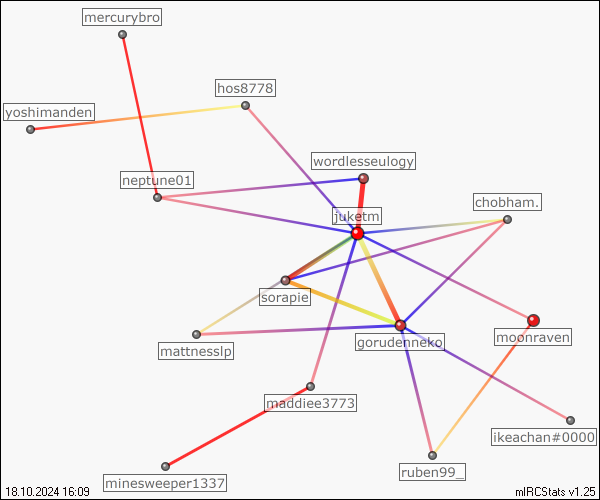 mercurybro
hos8778
yoshimanden
wordlesseulogy
neptune01
chobham.
juketm
sorapie
moonraven
gorudenneko
mattnesslp
maddiee3773
ikeachan#0000
ruben99_
minesweeper1337
18.10.2024 16:09
mIRCStats v1.25